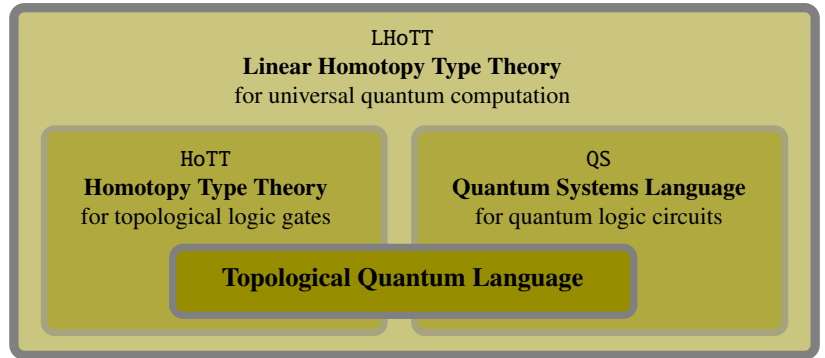 LHoTT
Linear Homotopy Type Theory
for universal quantum computation
HoTT
Homotopy Type Theory
for topological logic gates
QS
Quantum Systems Language
for quantum logic circuits
Topological Quantum Language